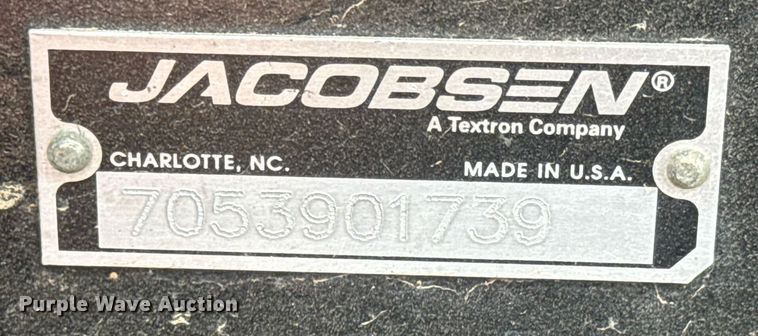 JACOBSEN®
A Textron Company
CHARLOTTE, NC. MADE IN U.S.A.
7053901739
Purple Wave Auction